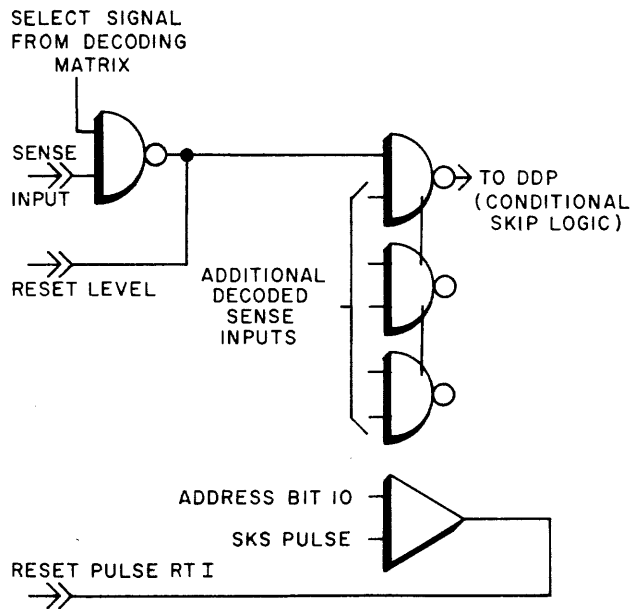 SELECT SIGNAL
FROM DECODING
MATRIX
SENSE
INPUT
TO DDP
(CONDITIONAL
SKIP LOGIC)
RESET LEVEL
ADDITIONAL
DECODED
SENSE
INPUTS
ADDRESS BIT 10
SKS PULSE
RESET PULSE RT I